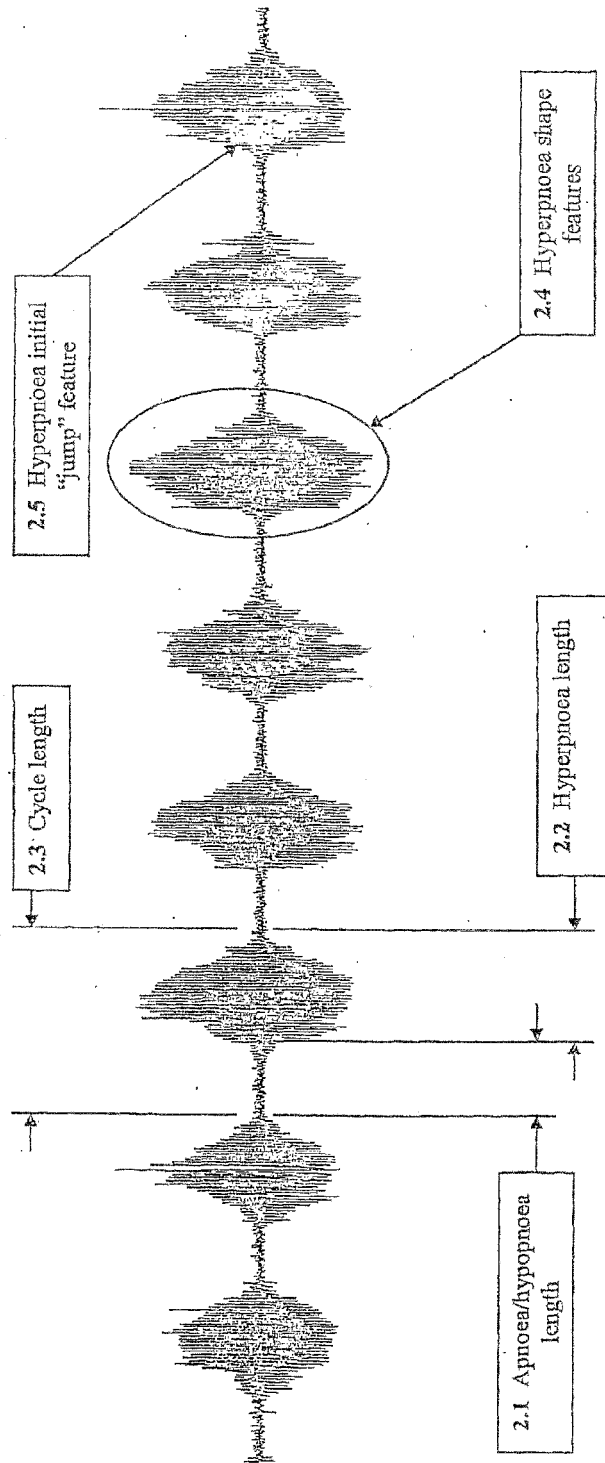 2.3 Cycle length
2.5 Hyperpnoea initial
“jump” feature
2.1 Apnoea/hypopnoea
length
2.2 Hyperpnoea length
2.4 Hyperpnoea shape
features